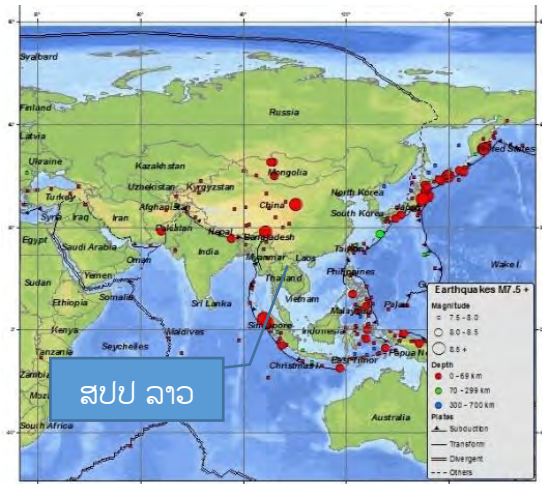 Svalbard
Finland
Russia
Latvia
Ukraine
Kazakhstan
Mongolia
United States
Uzbekistan
Kyrgyzstan
Turkey
North Korea
China
Japan
Syria
Iraq
Iran
Afghanistan
South Korea
Pakistan
Nepal
Egypt
Bangladesh
Saudi Arabia
India
Taiwan
Oman
Myanmar
Laos
Wake I.
Yemen
Thailand
Philippines
Sudan
Somalia
Ethiopia
Sri Lanka
Vietnam
Palau
Maldives
Malaysia
Kenya
Singapore
Indonesia
Seychelles
Tanzania
East Timor
Papua N
Christmas I.
Zambia
Australia
South Africa
ສປປ ລາວ
Earthquakes M7.5 +
Magnitude
7.5 - 8.0
8.0 - 8.5
8.5 +
Depth
0 - 69 km
70 - 299 km
300 - 700 km
Plates
Subduction
Transform
Divergent
Others